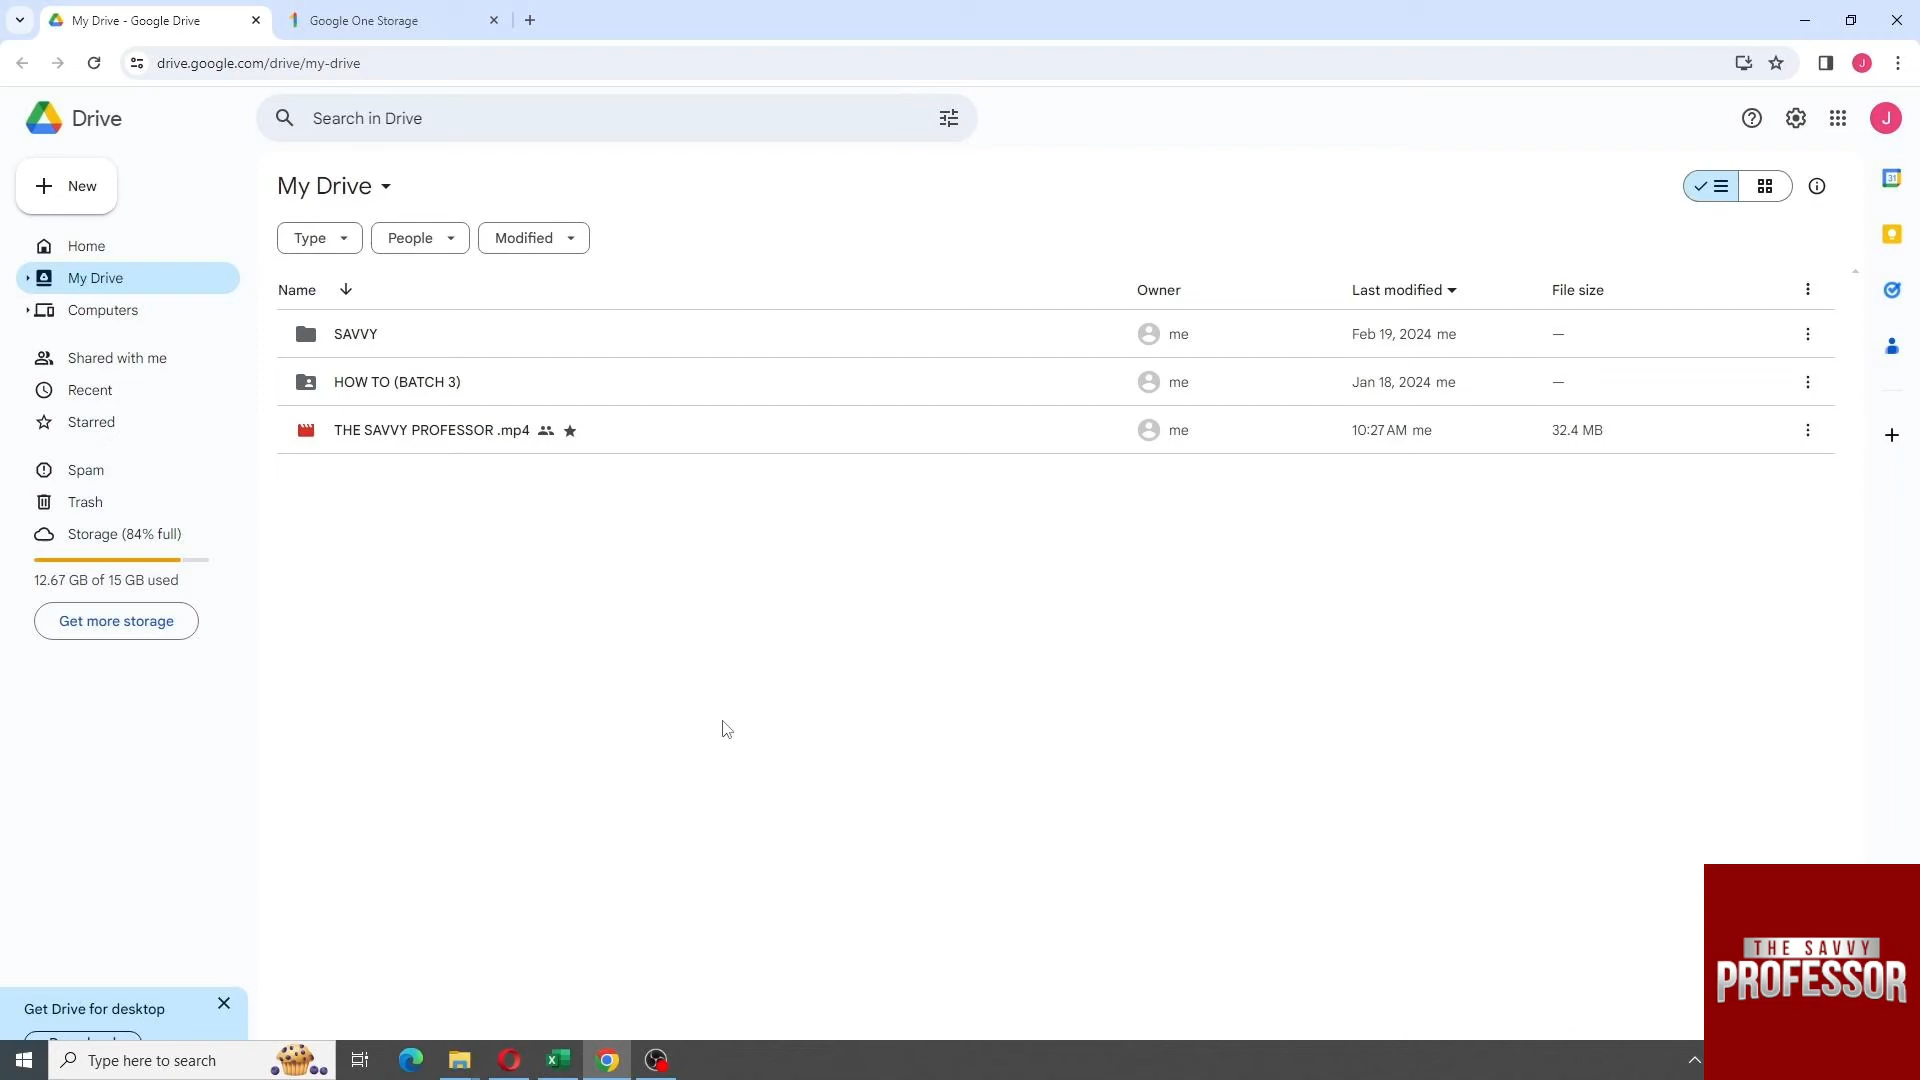 My Drive - Google Drive
Google One Storage
drive.google.com/drive/my-drive
J
Drive
Search in Drive
J
New
My Drive
31
Type
People
Modified
Home
My Drive
Computers
Name
Owner
Last modified
File size
SAVVY
me
Feb 19, 2024 me
—
Shared with me
HOW TO (BATCH 3)
me
Jan 18, 2024 me
—
Recent
Starred
THE SAVVY PROFESSOR .mp4
me
10:27 AM me
32.4 MB
Spam
Trash
Storage (84% full)
12.67 GB of 15 GB used
Get more storage
THE SAVVY
PROFESSOR
Get Drive for desktop
Type here to search